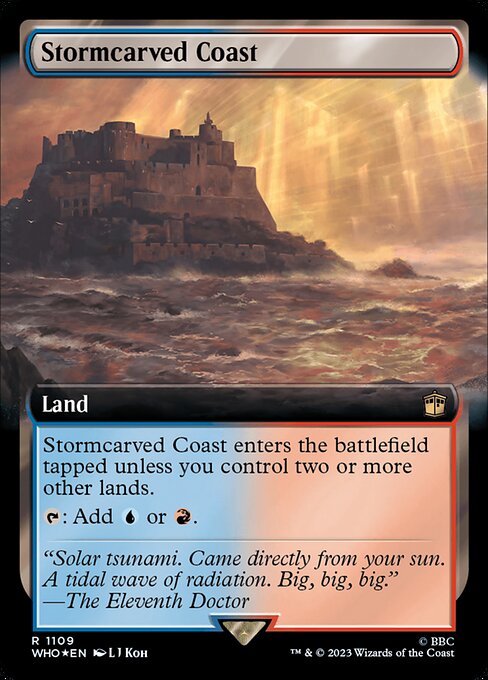 Stormcarved Coast
Land
Stormcarved Coast enters the battlefield
tapped unless you control two or more
other lands.
: Add or .
“Solar tsunami. Came directly from your sun.
A tidal wave of radiation. Big, big, big.”
—The Eleventh Doctor
R 1109
WHO★EN LJ Koh
© BBC
™ & © 2023 Wizards of the Coast